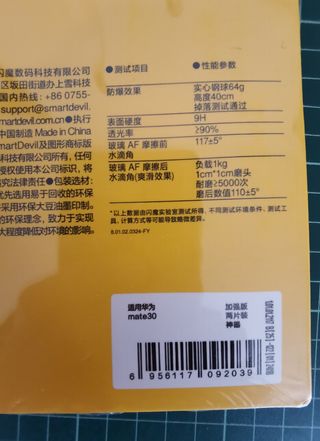 闪魔数码科技有限公司
区坂田街道办上雪科技
国内热线：+86 0755-
support@smartdevil.
martdevil.com.cn●执行
中国制造 Made in China
martDevil及图形商标版
科技有限公司所有，任何
授权使用本公司标识，将
究法律责任●包装选材：
优先选用易于回收的环保
采用环保大豆油墨印制。
环保理念，致力于实现
大程度降低对环境的影响。
●测试项目
●性能参数
防爆效果
实心钢球64g
高度40cm
掉落测试通过
表面硬度
9H
透光率
≥90%
玻璃 AF 摩擦前
水滴角
117±5°
玻璃 AF 摩擦后
水滴角(爽滑效果)
负载1kg
1cm*1cm磨头
耐磨≥5000次
磨后数值110±5°
*以上数据由闪魔实验室测试所得，不同测试环境条件、测试工
具、计算方式等可能导致略微差异。
8.01.02.0324-FY
适用华为
mate30
加强版
两片装
神器
6 956117 092039